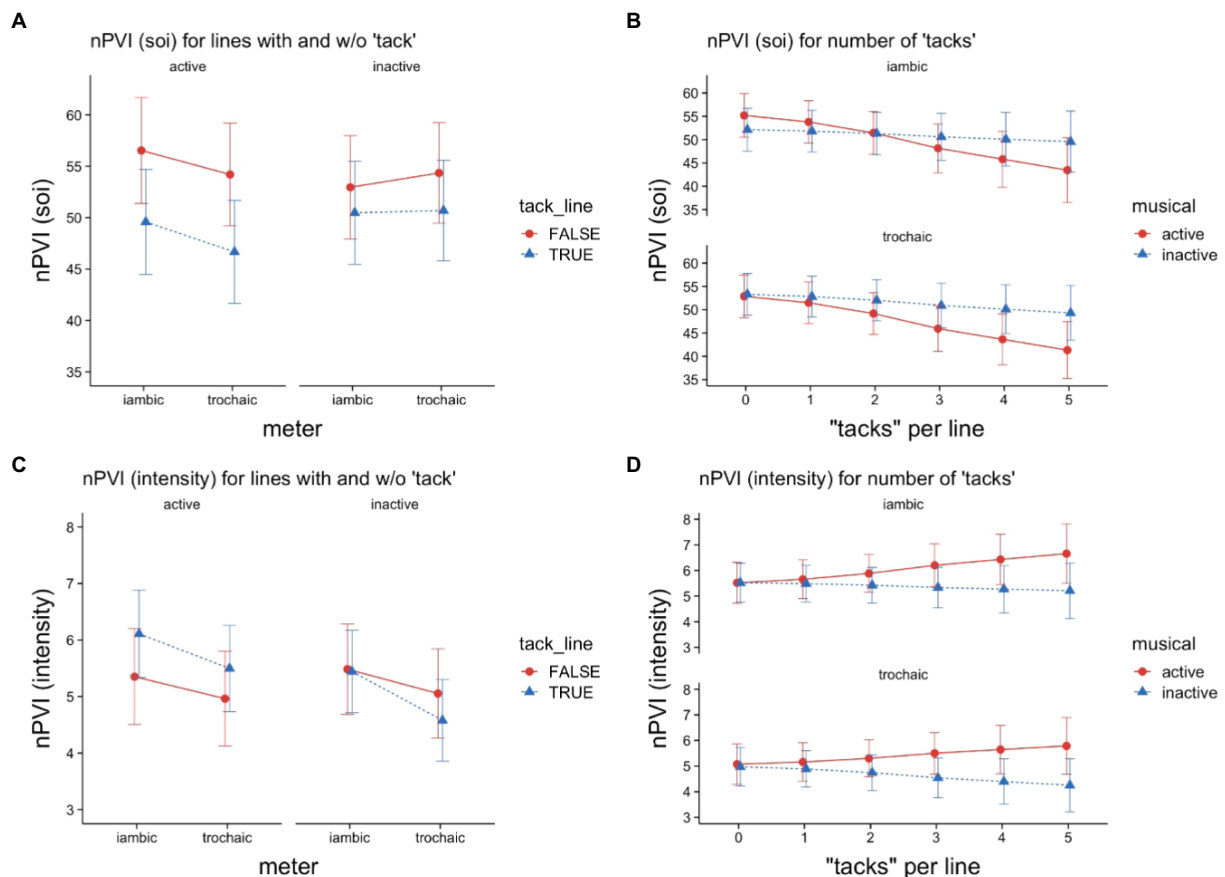 A
nPVI (soi) for lines with and w/o 'tack'
active
inactive
60
55
50
45
40
35
nPVI (soi)
iambic
trochaic
iambic
trochaic
meter
tack_line
FALSE
TRUE
B
nPVI (soi) for number of 'tacks'
iambic
60
55
50
45
40
35
trochaic
60
55
50
45
40
35
nPVI (soi)
0
1
2
3
4
5
"tacks" per line
musical
active
inactive
C
nPVI (intensity) for lines with and w/o 'tack'
active
inactive
8
7
6
5
4
3
nPVI (intensity)
iambic
trochaic
iambic
trochaic
meter
tack_line
FALSE
TRUE
D
nPVI (intensity) for number of 'tacks'
iambic
8
7
6
5
4
3
trochaic
8
7
6
5
4
3
nPVI (intensity)
0
1
2
3
4
5
"tacks" per line
musical
active
inactive